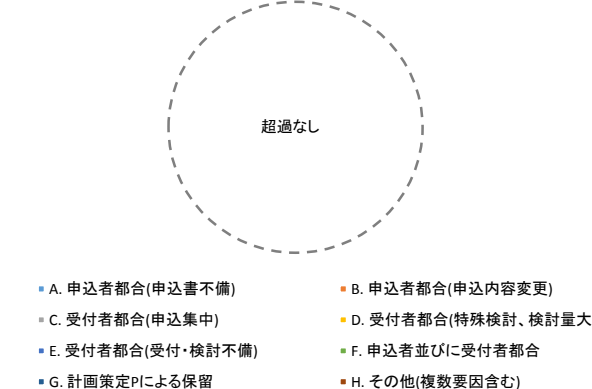 超過なし
A. 申込者都合(申込書不備)
B. 申込者都合(申込内容変更)
C. 受付者都合(申込集中)
D. 受付者都合(特殊検討、検討量大
E. 受付者都合(受付・検討不備)
F. 申込者並びに受付者都合
G. 計画策定Pによる保留
H. その他(複数要因含む)